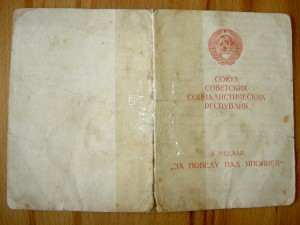 СОЮЗ
СОВЕТСКИХ
СОЦИАЛИСТИЧЕСКИХ
РЕСПУБЛИК
К МЕДАЛИ
„ЗА ПОБЕДУ НАД ЯПОНИЕЙ“